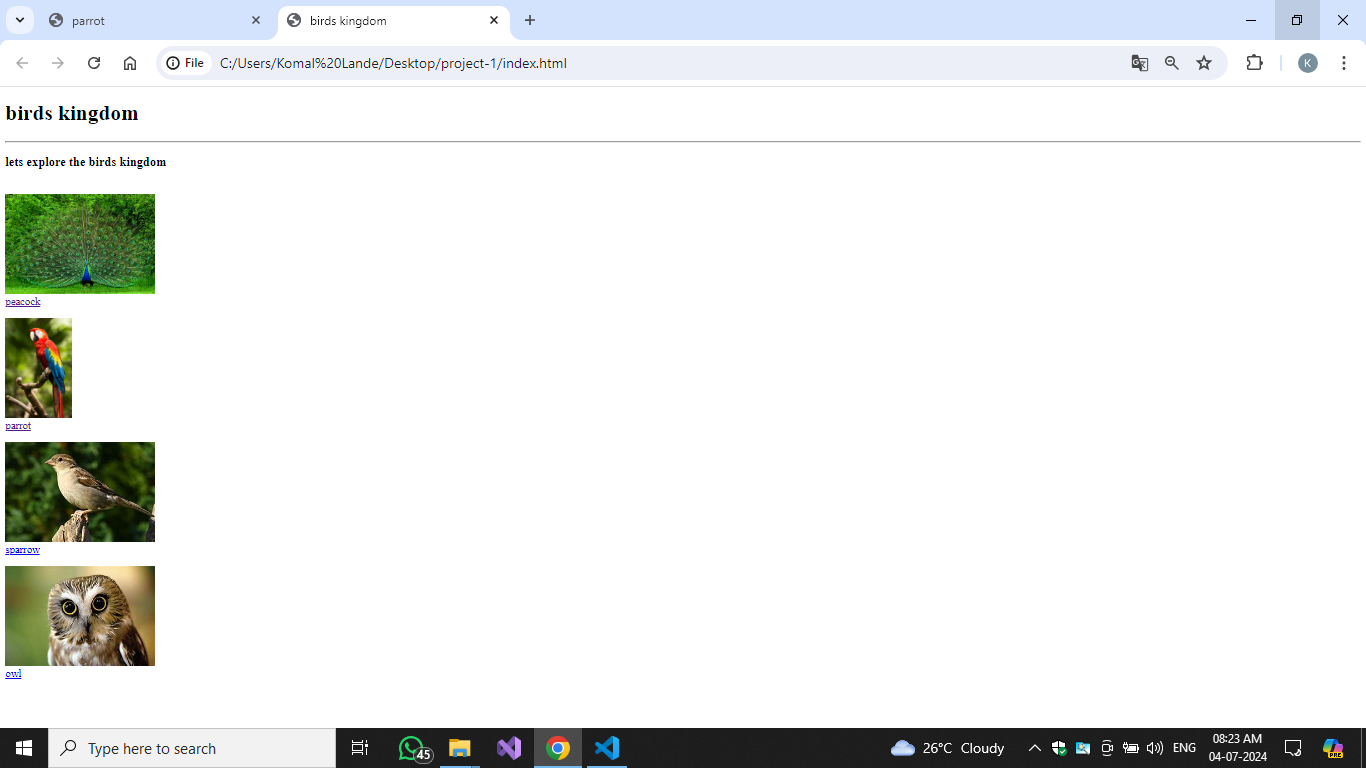 parrot
birds kingdom
File
C:/Users/Komal%20Lande/Desktop/project-1/index.html
K
birds kingdom
lets explore the birds kingdom
peacock
parrot
sparrow
owl
Type here to search
45
26°C Cloudy
ENG
08:23 AM
04-07-2024
PRE